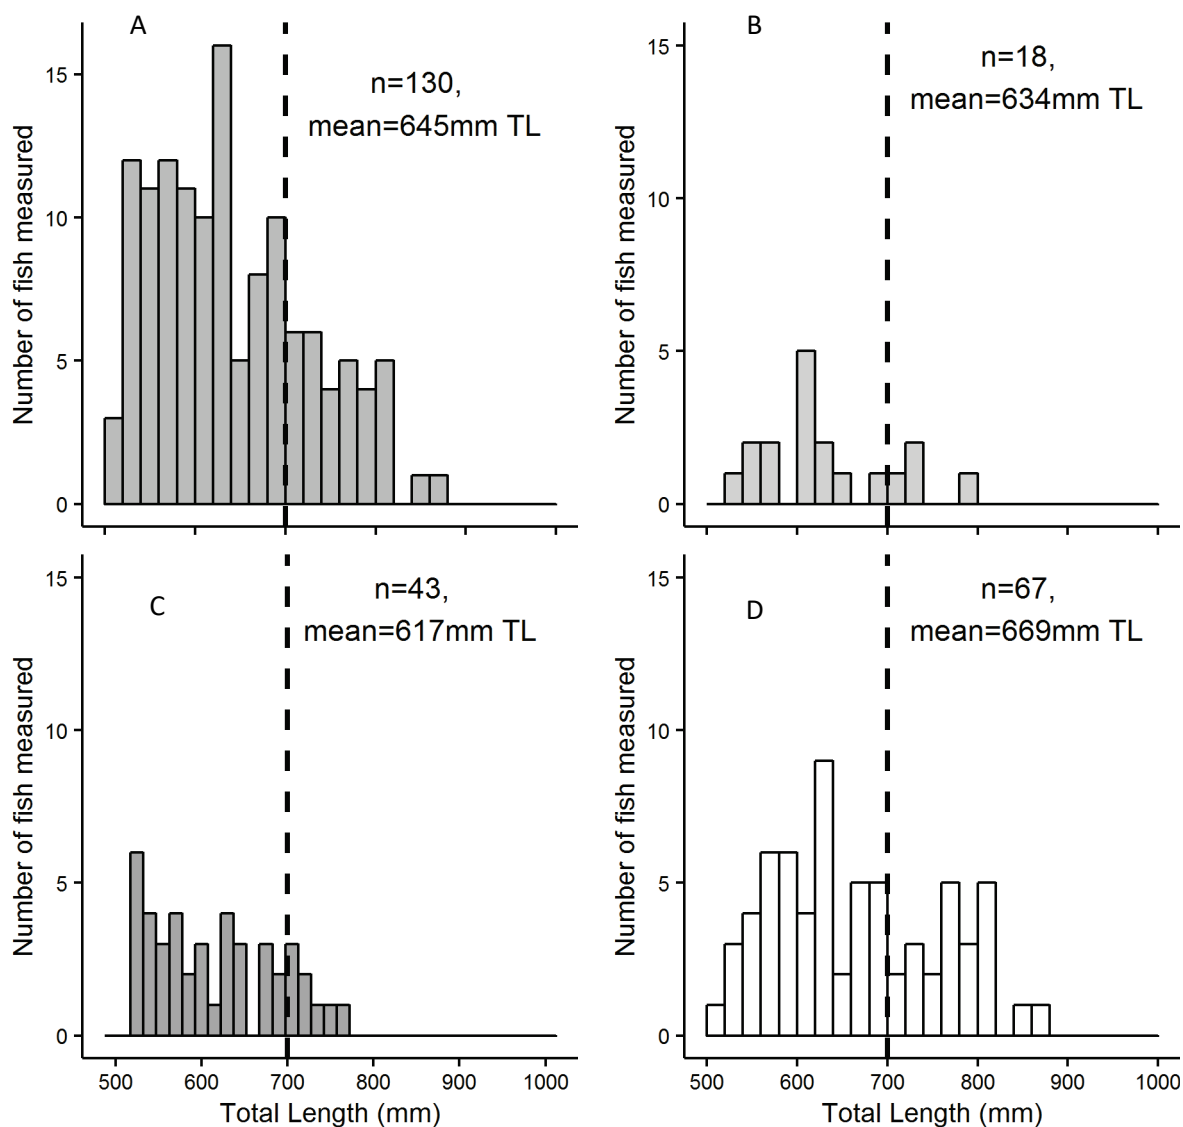 A
n=130,
mean=645mm TL
Number of fish measured
15
10
5
0
B
n=18,
mean=634mm TL
Number of fish measured
15
10
5
0
C
n=43,
mean=617mm TL
Number of fish measured
15
10
5
0
500 600 700 800 900 1000
Total Length (mm)
D
n=67,
mean=669mm TL
Number of fish measured
15
10
5
0
500 600 700 800 900 1000
Total Length (mm)